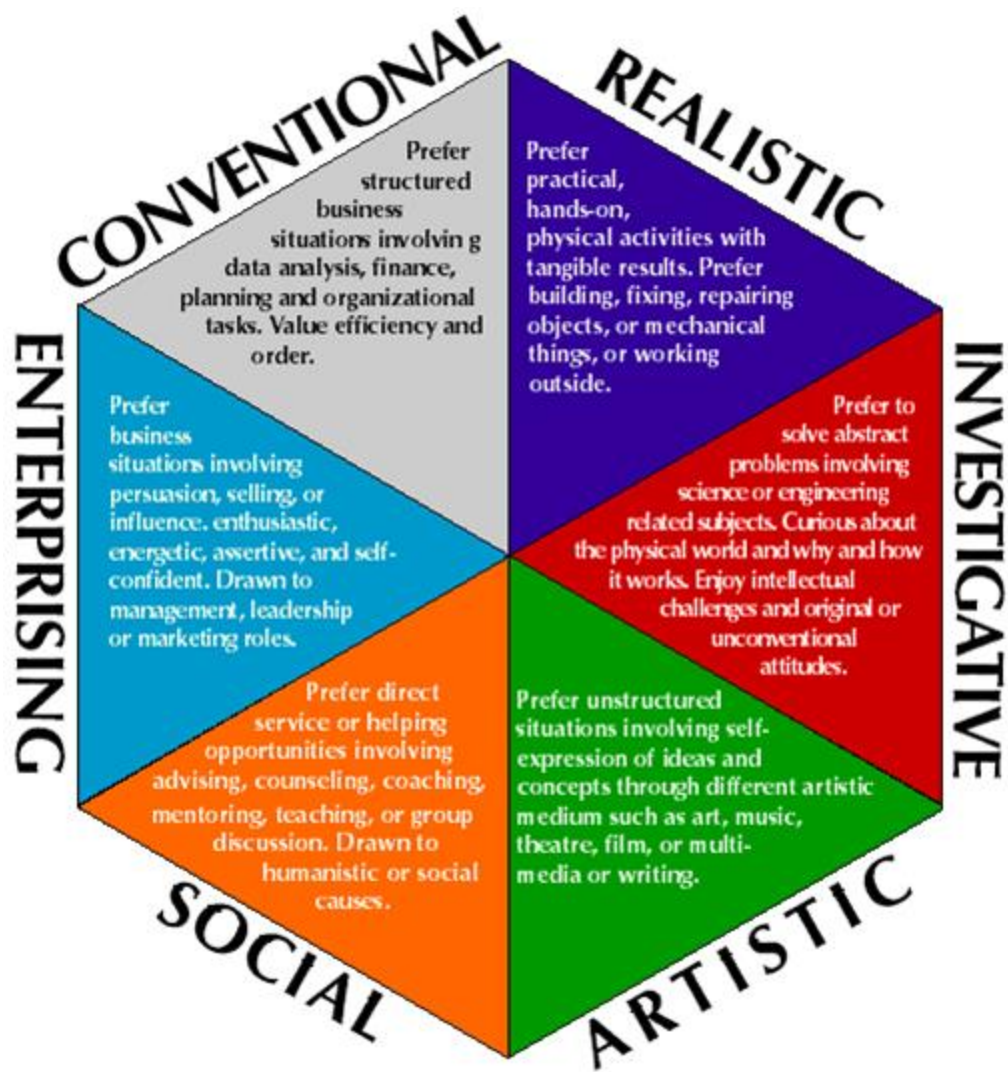 CONVENTIONAL
Prefer
structured
business
situations involvin g
data analysis, finance,
planning and organizational
tasks. Value efficiency and
order.
REALISTIC
Prefer
practical,
hands-on,
physical activities with
tangible results. Prefer
building, fixing, repairing
objects, or mechanical
things, or working
outside.
INVESTIGATIVE
Prefer to
solve abstract
problems involving
science or engineering
related subjects. Curious about
the physical world and why and how
it works. Enjoy intellectual
challenges and original or
unconventional
attitudes.
ARTISTIC
Prefer unstructured
situations involving self-
expression of ideas and
concepts through different artistic
medium such as art, music,
theatre, film, or multi-
media or writing.
SOCIAL
Prefer direct
service or helping
opportunities involving
advising, counseling, coaching,
mentoring, teaching, or group
discussion. Drawn to
humanistic or social
causes.
ENTERPRISING
Prefer
business
situations involving
persuasion, selling, or
influence. enthusiastic,
energetic, assertive, and self-
confident. Drawn to
management, leadership
or marketing roles.